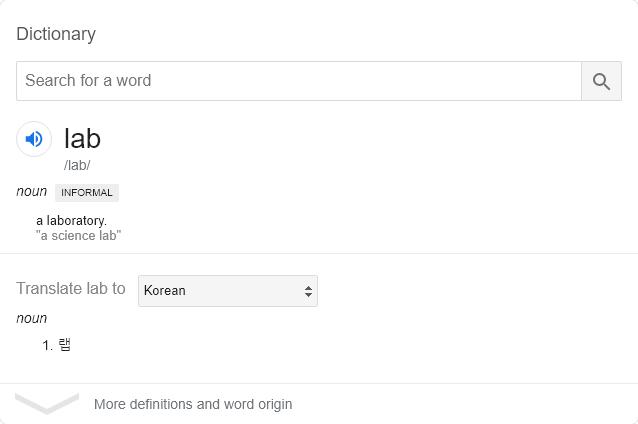 Dictionary
Search for a word
lab
/lab/
noun INFORMAL
a laboratory.
"a science lab"
Translate lab to Korean
noun
1. 랩
More definitions and word origin